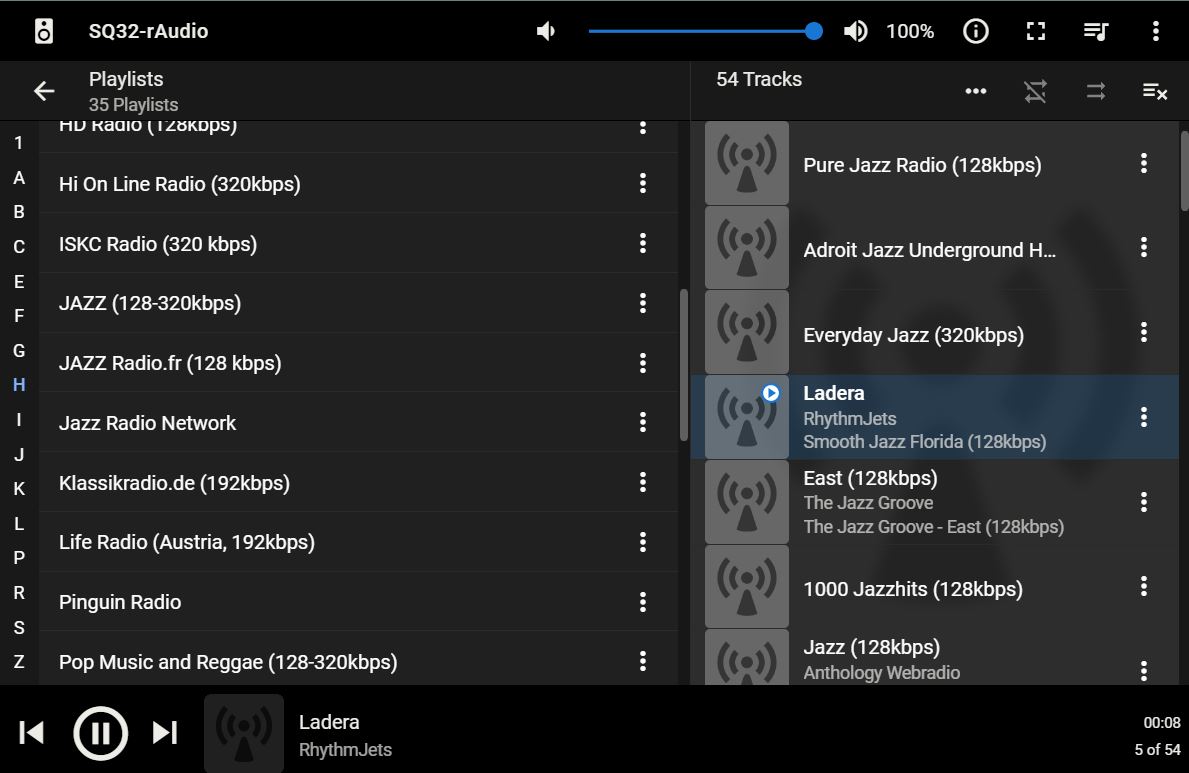 SQ32-rAudio
100%
Playlists
35 Playlists
54 Tracks
1
A
B
C
E
F
G
H
I
J
K
L
P
R
S
Z
HD Radio (128kbps)
Hi On Line Radio (320kbps)
ISKC Radio (320 kbps)
JAZZ (128-320kbps)
JAZZ Radio.fr (128 kbps)
Jazz Radio Network
Klassikradio.de (192kbps)
Life Radio (Austria, 192kbps)
Pinguin Radio
Pop Music and Reggae (128-320kbps)
Pure Jazz Radio (128kbps)
Adroit Jazz Underground H...
Everyday Jazz (320kbps)
Ladera
RhythmJets
Smooth Jazz Florida (128kbps)
East (128kbps)
The Jazz Groove
The Jazz Groove - East (128kbps)
1000 Jazzhits (128kbps)
Jazz (128kbps)
Anthology Webradio
Ladera
RhythmJets
00:08
5 of 54